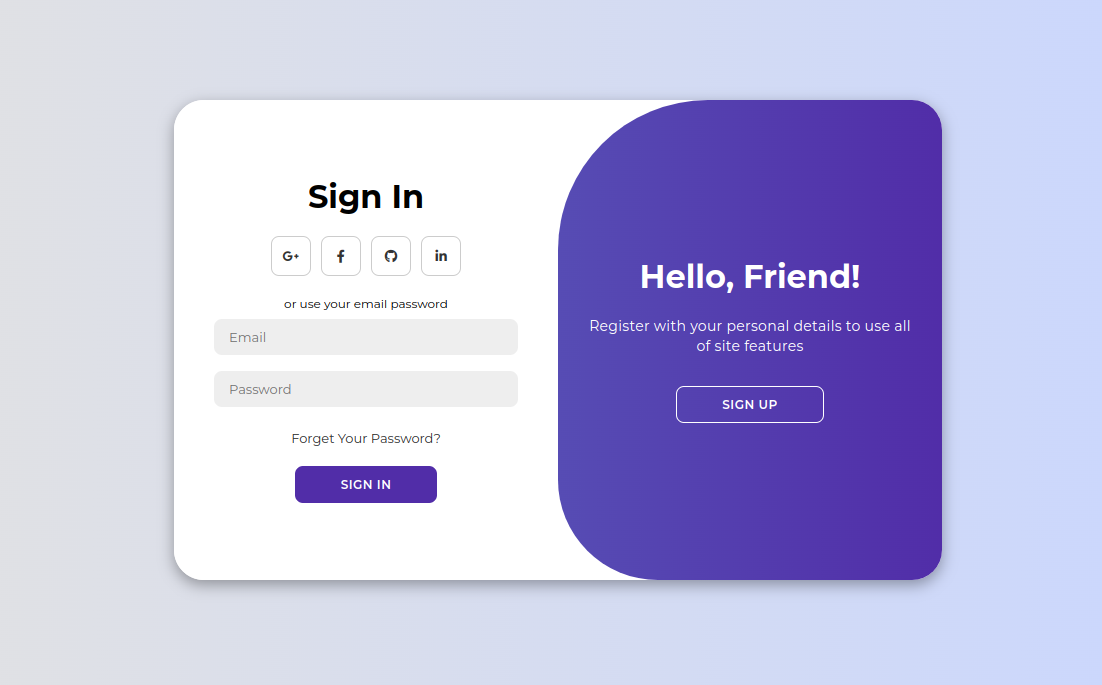 Sign In
G+ f in
or use your email password
Email
Password
Forget Your Password?
SIGN IN
Hello, Friend!
Register with your personal details to use all
of site features
SIGN UP